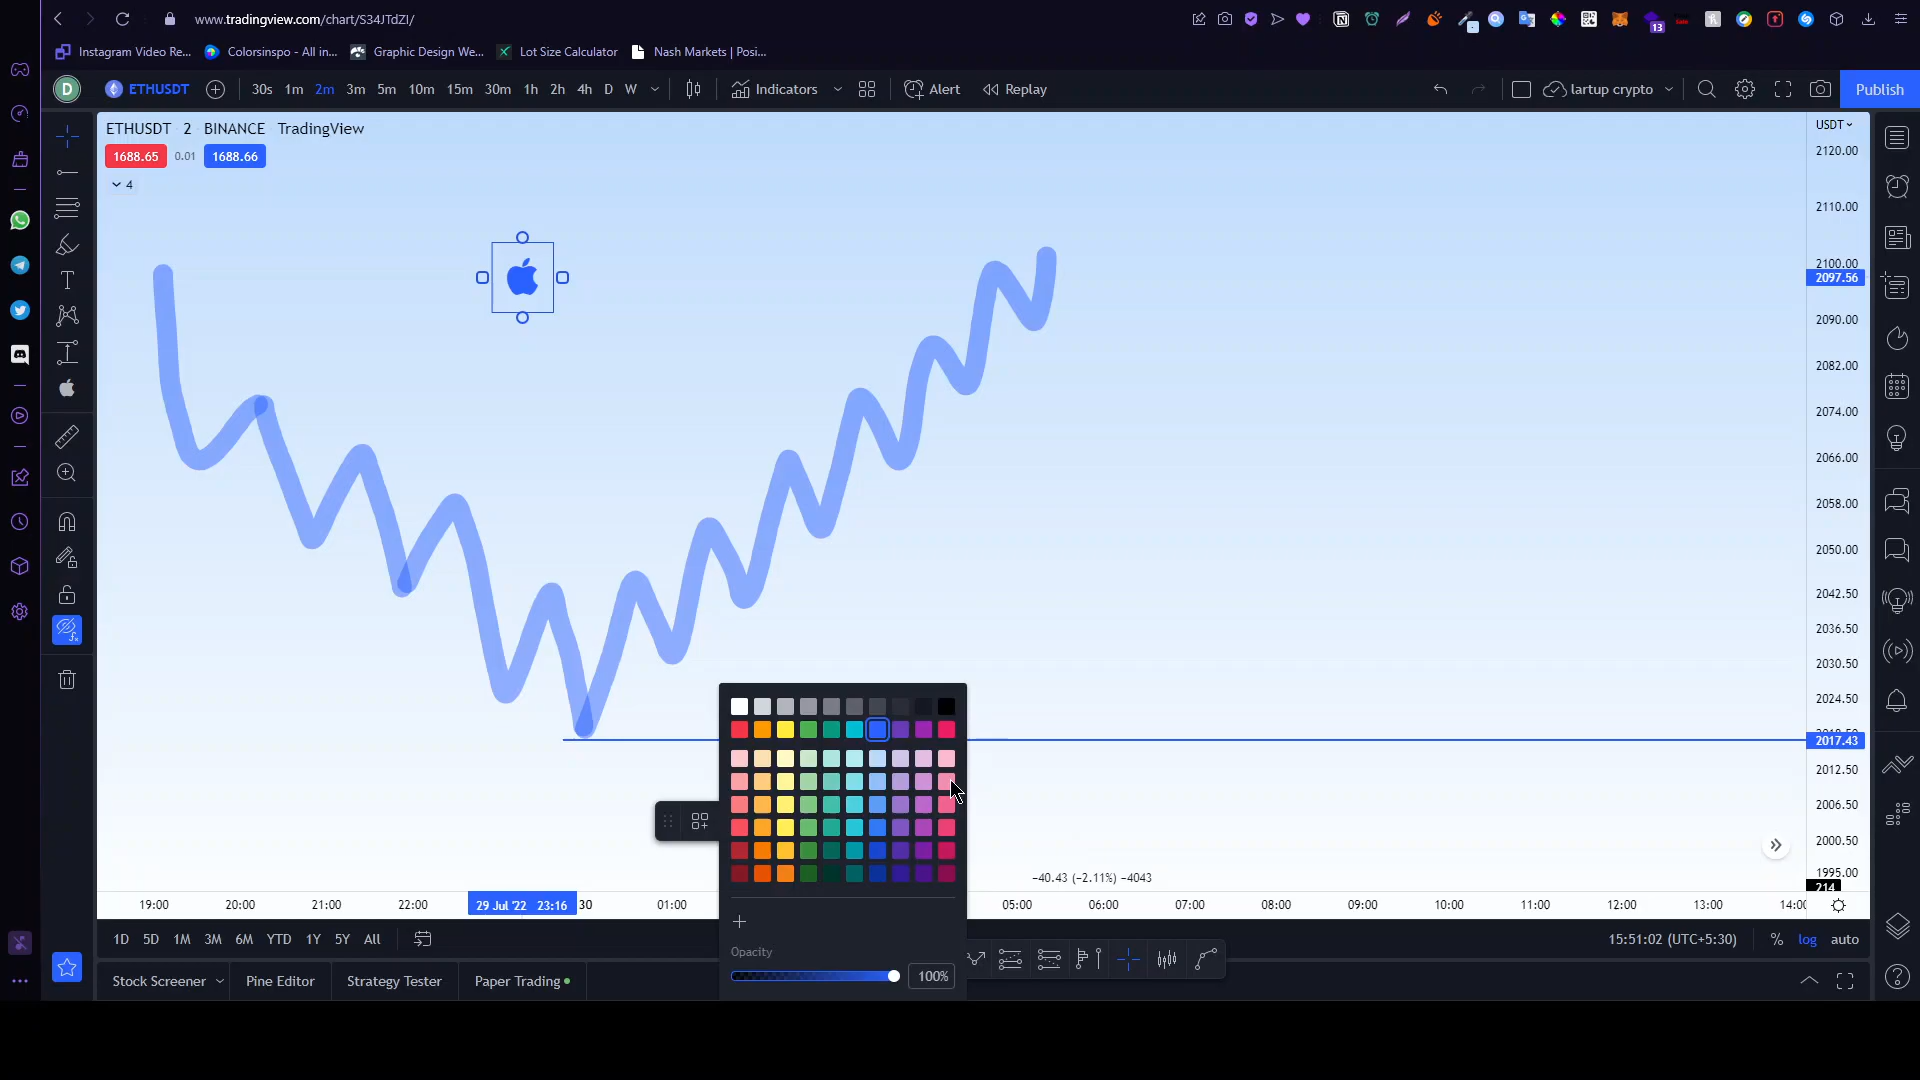 www.tradingview.com/chart/S34JTdZI/
13
Instagram Video Re...
Colorsinspo - All in...
Graphic Design We...
Lot Size Calculator
Nash Markets | Posi...
D
ETHUSDT
30s 1m 2m 3m 5m 10m 15m 30m 1h 2h 4h D W
Indicators
Alert
Replay
lartup crypto
Publish
ETHUSDT 2 BINANCE TradingView
USDT
1688.65 0.01 1688.66
4
2120.00
2110.00
2100.00
2097.56
2090.00
2082.00
2074.00
2066.00
2058.00
2050.00
2042.50
2036.50
2030.50
2024.50
2017.43
2012.50
2006.50
2000.50
1995.00
214
−40.43 (−2.11%) −4043
19:00 20:00 21:00 22:00 29 Jul '22 23:16 30 01:00 05:00 06:00 07:00 08:00 09:00 10:00 11:00 12:00 13:00 14:00
Opacity
100%
1D 5D 1M 3M 6M YTD 1Y 5Y All
15:51:02 (UTC+5:30) % log auto
Stock Screener
Pine Editor
Strategy Tester
Paper Trading